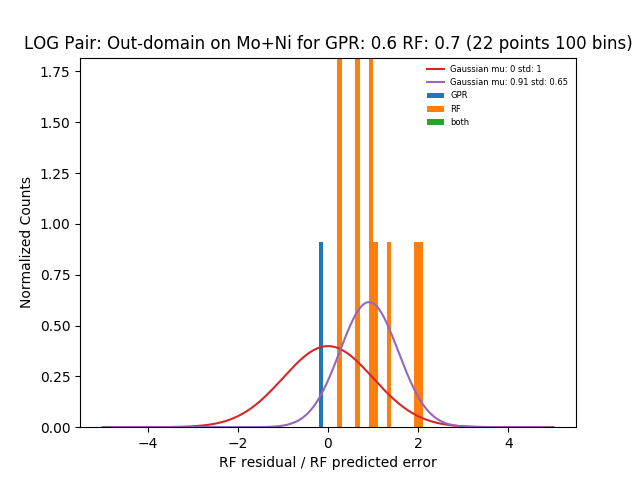 LOG Pair: Out-domain on Mo+Ni for GPR: 0.6 RF: 0.7 (22 points 100 bins)
Gaussian mu: 0 std: 1
Gaussian mu: 0.91 std: 0.65
GPR
RF
both
Normalized Counts
1.75
1.50
1.25
1.00
0.75
0.50
0.25
0.00
−4 −2 0 2 4
RF residual / RF predicted error